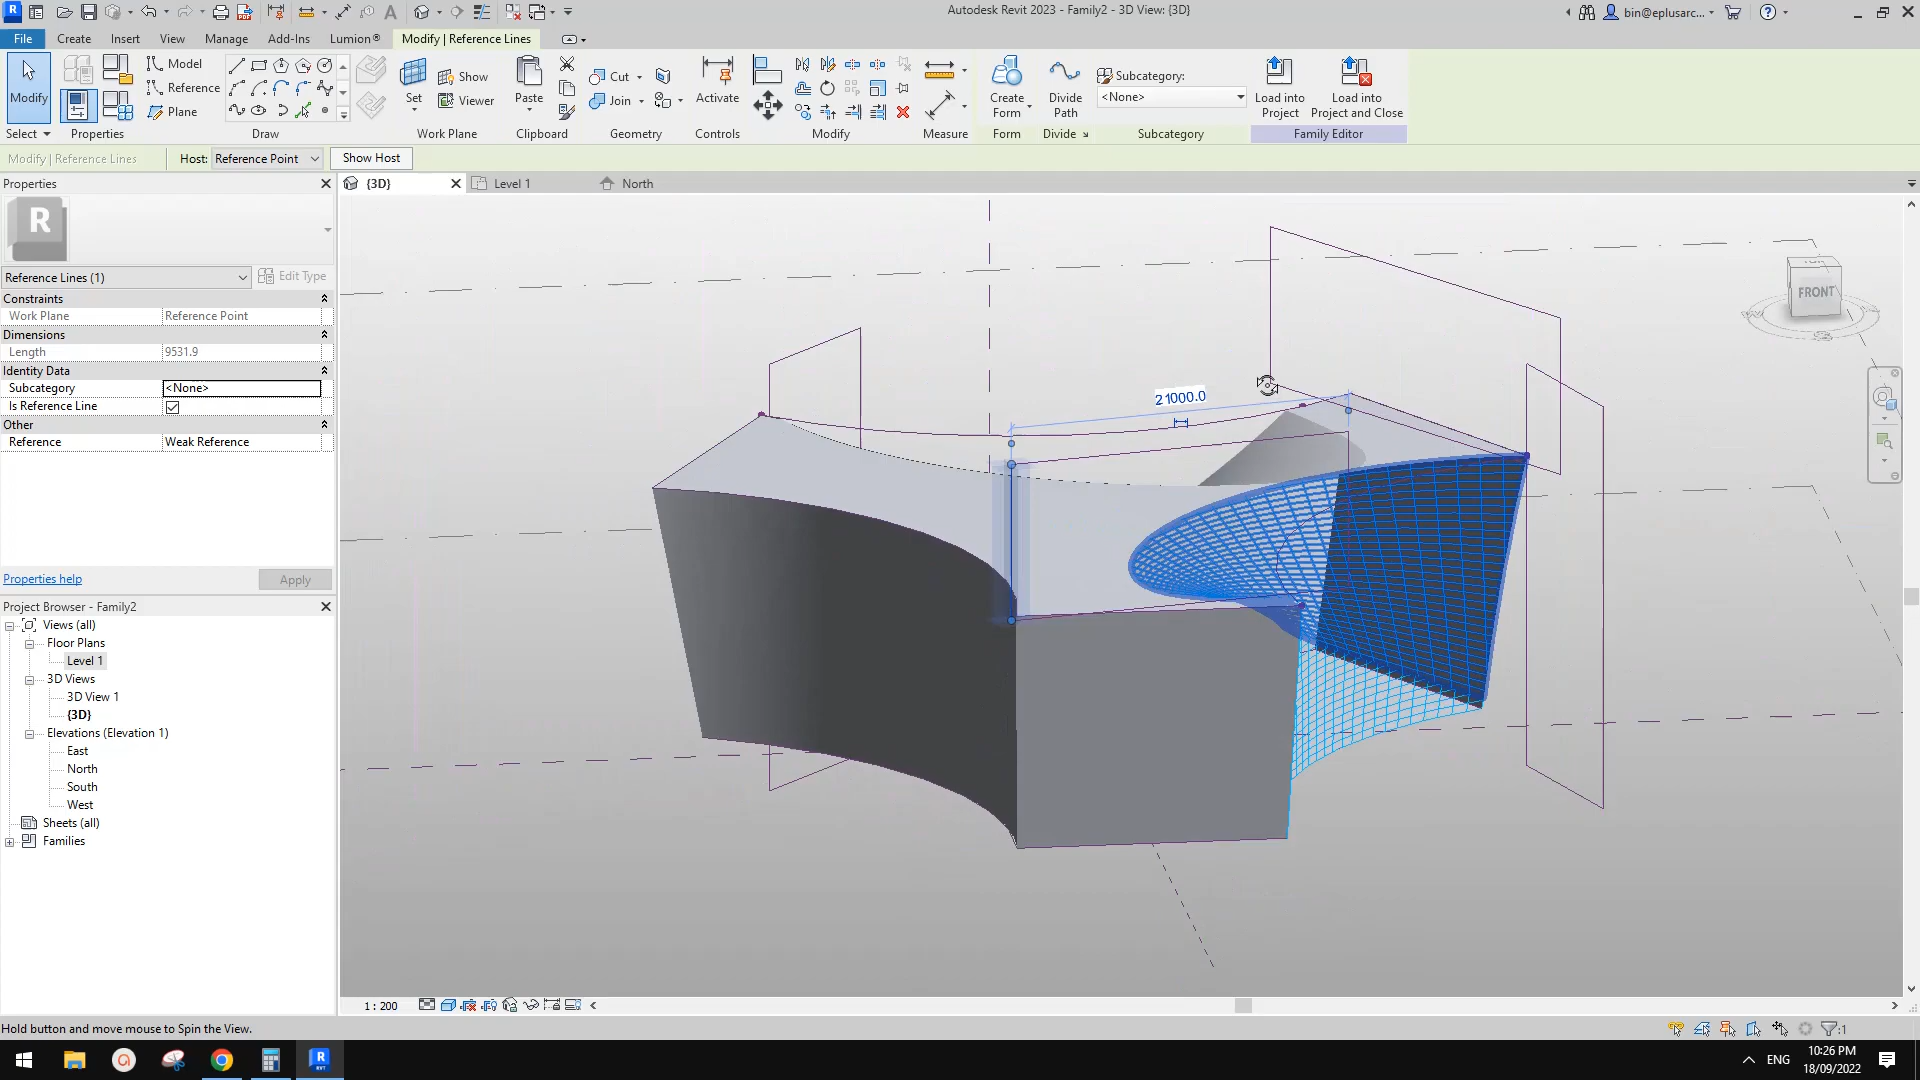 Autodesk Revit 2023 - Family2 - 3D View: {3D}
bin@eplusarc...
File
Create
Insert
View
Manage
Add-Ins
Lumion®
Modify | Reference Lines
Modify
Model
Reference
Plane
Set
Show
Viewer
Paste
Cut
Join
Activate
Create
Form
Divide
Path
Subcategory:
<None>
Load into
Project
Load into
Project and Close
Select
Properties
Draw
Work Plane
Clipboard
Geometry
Controls
Modify
Measure
Form
Divide
Subcategory
Family Editor
Modify | Reference Lines
Host:
Reference Point
Show Host
Properties
{3D}
Level 1
North
R
Reference Lines (1)
Edit Type
Constraints
Work Plane
Reference Point
Dimensions
Length
9531.9
Identity Data
Subcategory
<None>
Is Reference Line
Other
Reference
Weak Reference
Properties help
Apply
Project Browser - Family2
Views (all)
Floor Plans
Level 1
3D Views
3D View 1
{3D}
Elevations (Elevation 1)
East
North
South
West
Sheets (all)
Families
21000.0
FRONT
1 : 200
Hold button and move mouse to Spin the View.
:1
ENG
10:26 PM
18/09/2022